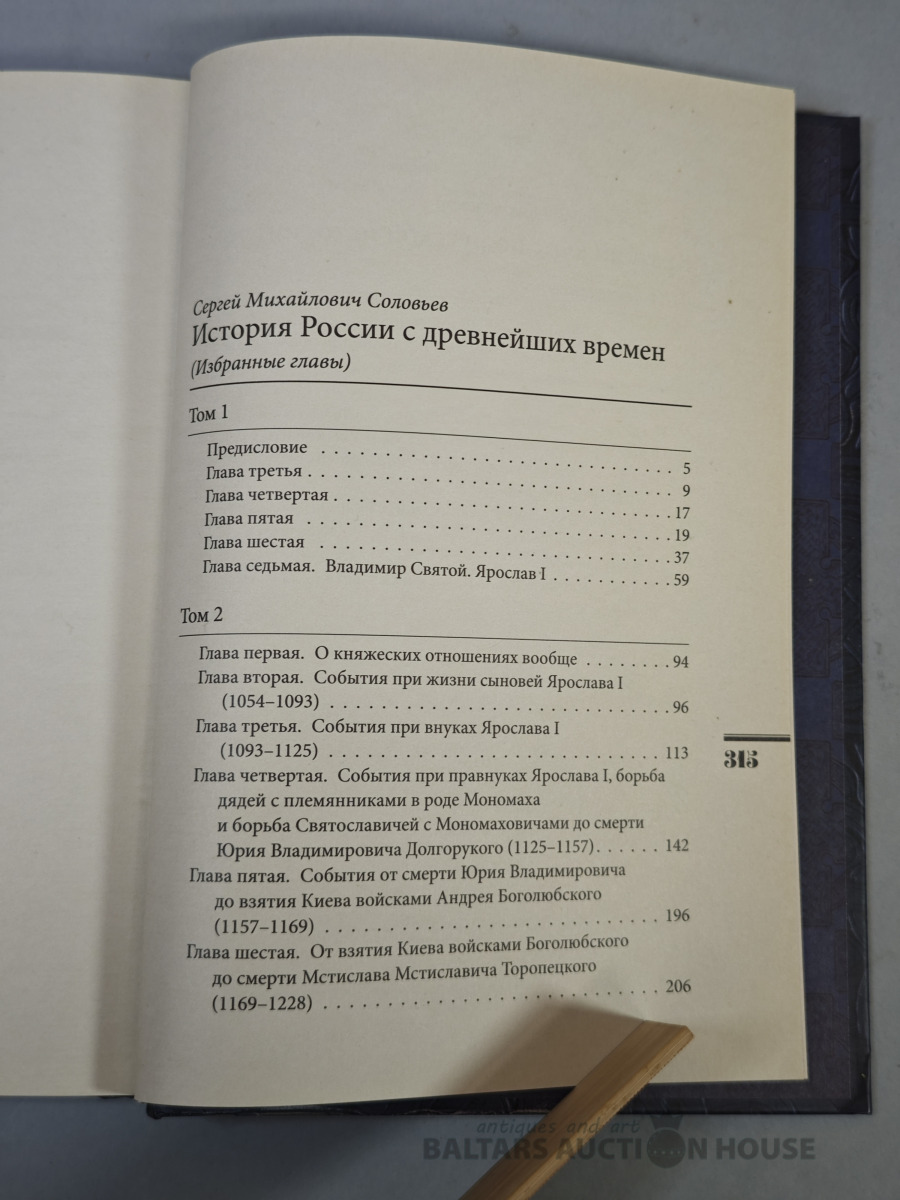 Сергей Михайлович Соловьев
История России с древнейших времен
(Избранные главы)
Том 1
Предисловие . . . . . . . . . . . . . . . . . . . . . . . . . . . . 5
Глава третья . . . . . . . . . . . . . . . . . . . . . . . . . . . . 9
Глава четвертая . . . . . . . . . . . . . . . . . . . . . . . . . . 17
Глава пятая . . . . . . . . . . . . . . . . . . . . . . . . . . . . 19
Глава шестая . . . . . . . . . . . . . . . . . . . . . . . . . . . 37
Глава седьмая. Владимир Святой. Ярослав I . . . . . . . . . 59
Том 2
Глава первая. О княжеских отношениях вообще . . . . . . . . 94
Глава вторая. События при жизни сыновей Ярослава I
(1054–1093) . . . . . . . . . . . . . . . . . . . . . . . . . . . 96
Глава третья. События при внуках Ярослава I
(1093–1125) . . . . . . . . . . . . . . . . . . . . . . . . . . . 113
Глава четвертая. События при правнуках Ярослава I, борьба
дядей с племянниками в роде Мономаха
и борьба Святославичей с Мономаховичами до смерти
Юрия Владимировича Долгорукого (1125–1157). . . . . . 142
Глава пятая. События от смерти Юрия Владимировича
до взятия Киева войсками Андрея Боголюбского
(1157–1169) . . . . . . . . . . . . . . . . . . . . . . . . . . . 196
Глава шестая. От взятия Киева войсками Боголюбского
до смерти Мстислава Мстиславича Торопецкого
(1169–1228) . . . . . . . . . . . . . . . . . . . . . . . . . . . 206
315
antiques and art
BALTARS AUCTION HOUSE